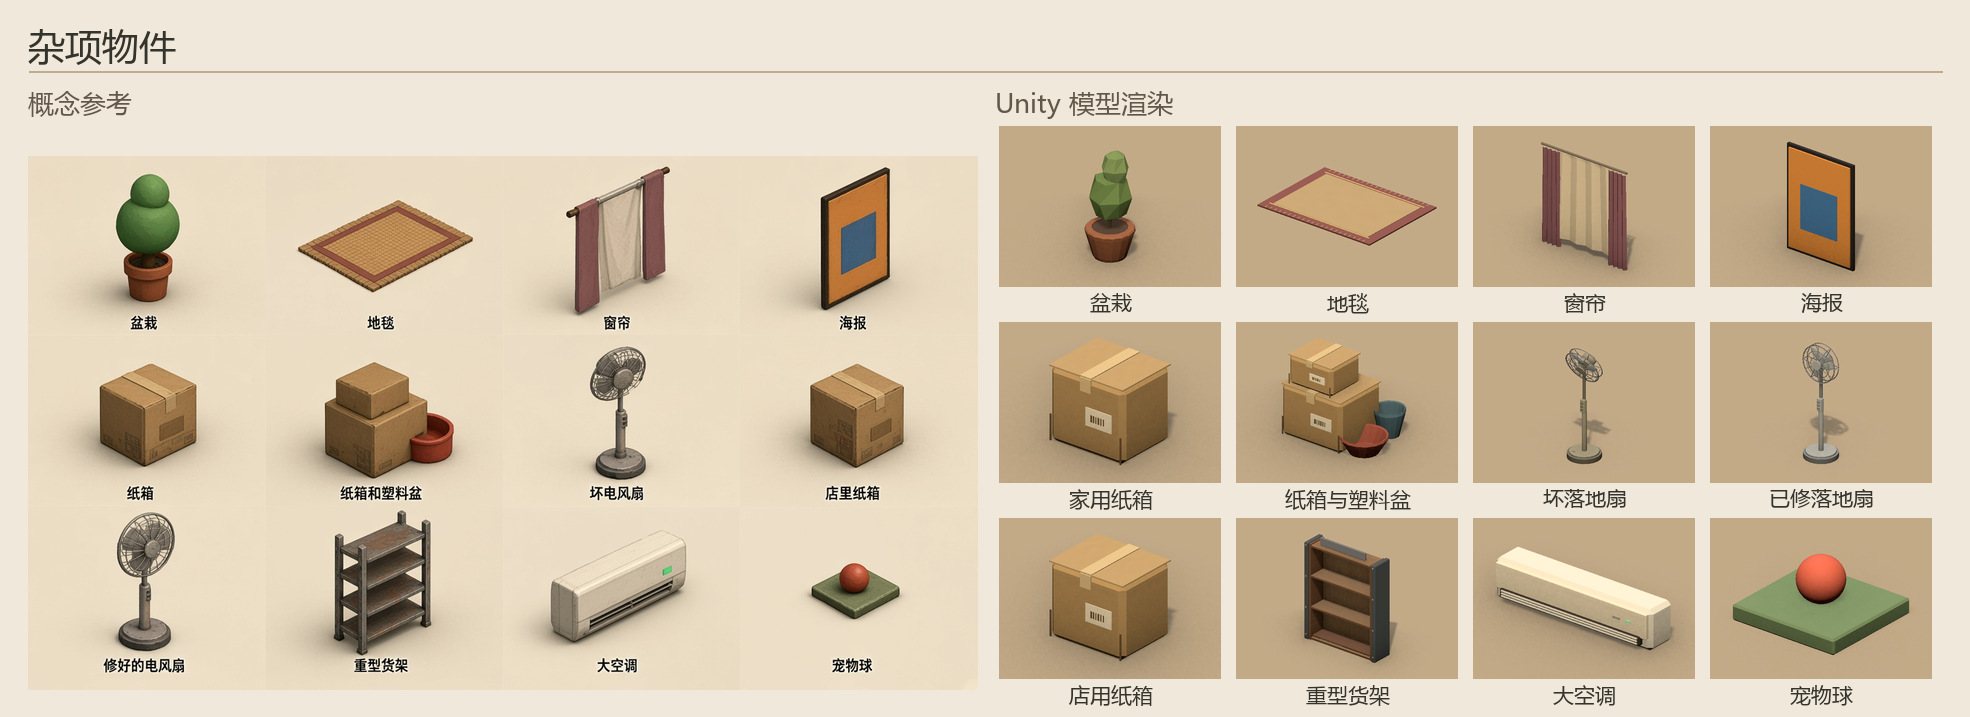 杂项物件
概念参考
盆栽
地毯
窗帘
海报
纸箱
纸箱和塑料盆
坏电风扇
店里纸箱
修好的电风扇
重型货架
大空调
宠物球
Unity 模型渲染
盆栽
地毯
窗帘
海报
家用纸箱
纸箱与塑料盆
坏落地扇
已修落地扇
店用纸箱
重型货架
大空调
宠物球